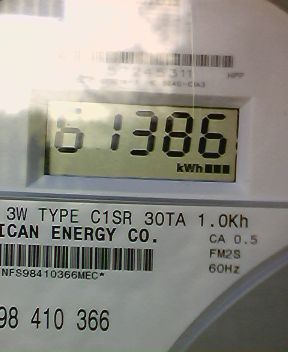 61386
kWh
3W TYPE C1SR 30TA 1.0Kh
ICAN ENERGY CO.
CA 0.5
FM2S
NFS98410366MEC*
60Hz
98 410 366